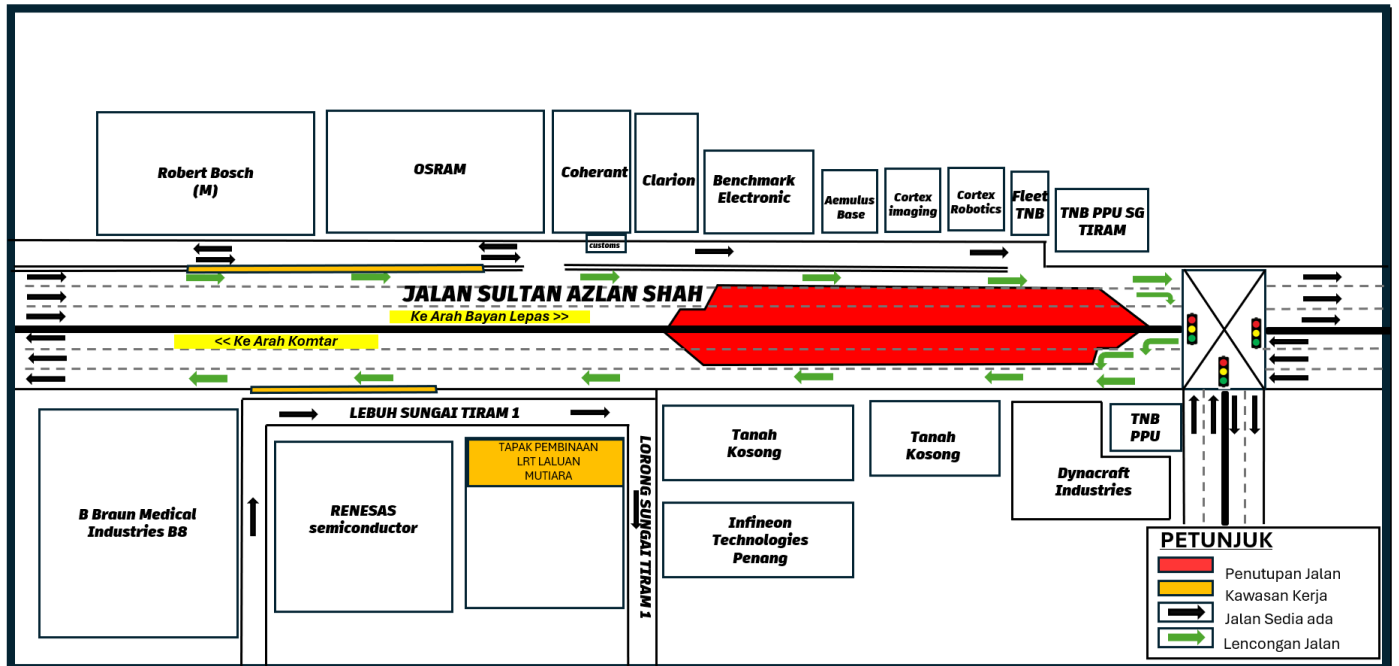 Robert Bosch
(M)
OSRAM
Coherant
Clarion
Benchmark
Electronic
Aemulus
Base
Cortex
imaging
Cortex
Robotics
Fleet
TNB
TNB PPU SG
TIRAM
customs
JALAN SULTAN AZLAN SHAH
Ke Arah Bayan Lepas >>
<< Ke Arah Komtar
LEBUH SUNGAI TIRAM 1
LORONG SUNGAI TIRAM 1
B Braun Medical
Industries B8
RENESAS
semiconductor
TAPAK PEMBINAAN
LRT LALUAN
MUTIARA
Tanah
Kosong
Tanah
Kosong
Infineon
Technologies
Penang
Dynacraft
Industries
TNB
PPU
PETUNJUK
Penutupan Jalan
Kawasan Kerja
Jalan Sedia ada
Lencongan Jalan